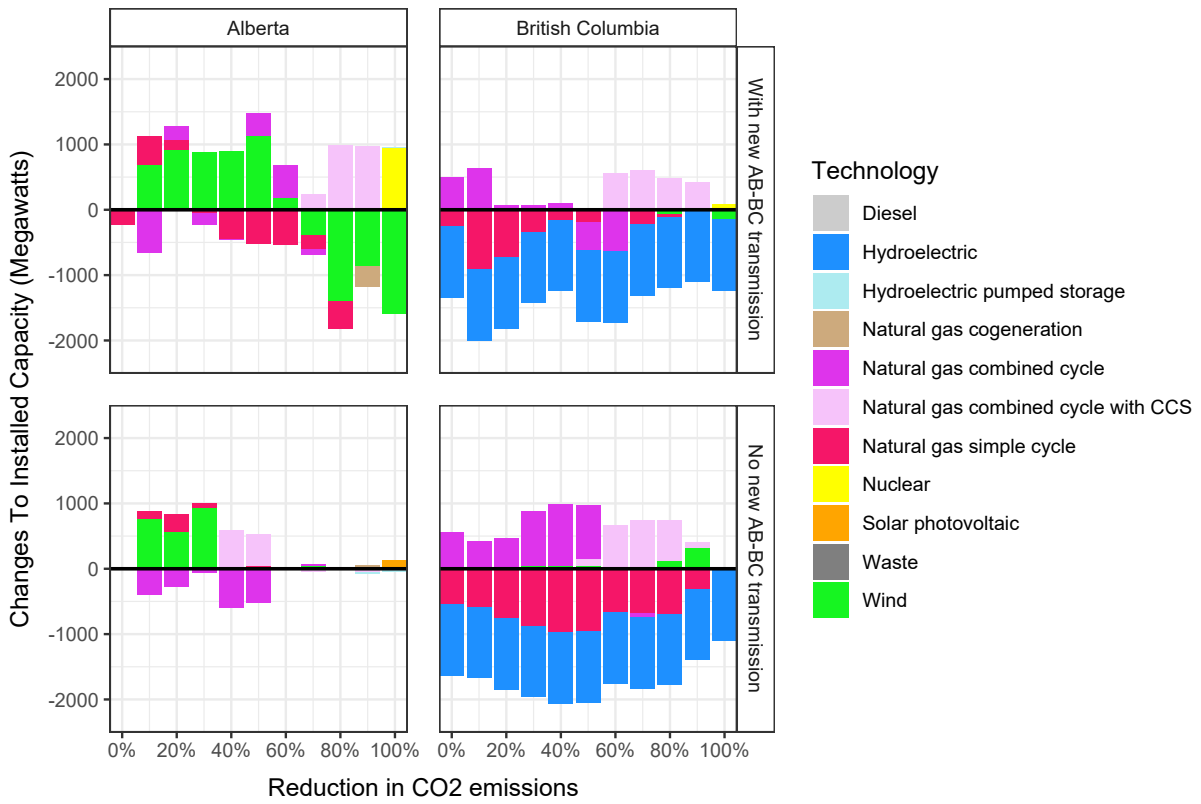 Alberta
British Columbia
Changes To Installed Capacity (Megawatts)
2000
1000
0
-1000
-2000
With new AB-BC transmission
2000
1000
0
-1000
-2000
No new AB-BC transmission
0%
20%
40%
60%
80%
100%
0%
20%
40%
60%
80%
100%
Reduction in CO2 emissions
Technology
Diesel
Hydroelectric
Hydroelectric pumped storage
Natural gas cogeneration
Natural gas combined cycle
Natural gas combined cycle with CCS
Natural gas simple cycle
Nuclear
Solar photovoltaic
Waste
Wind